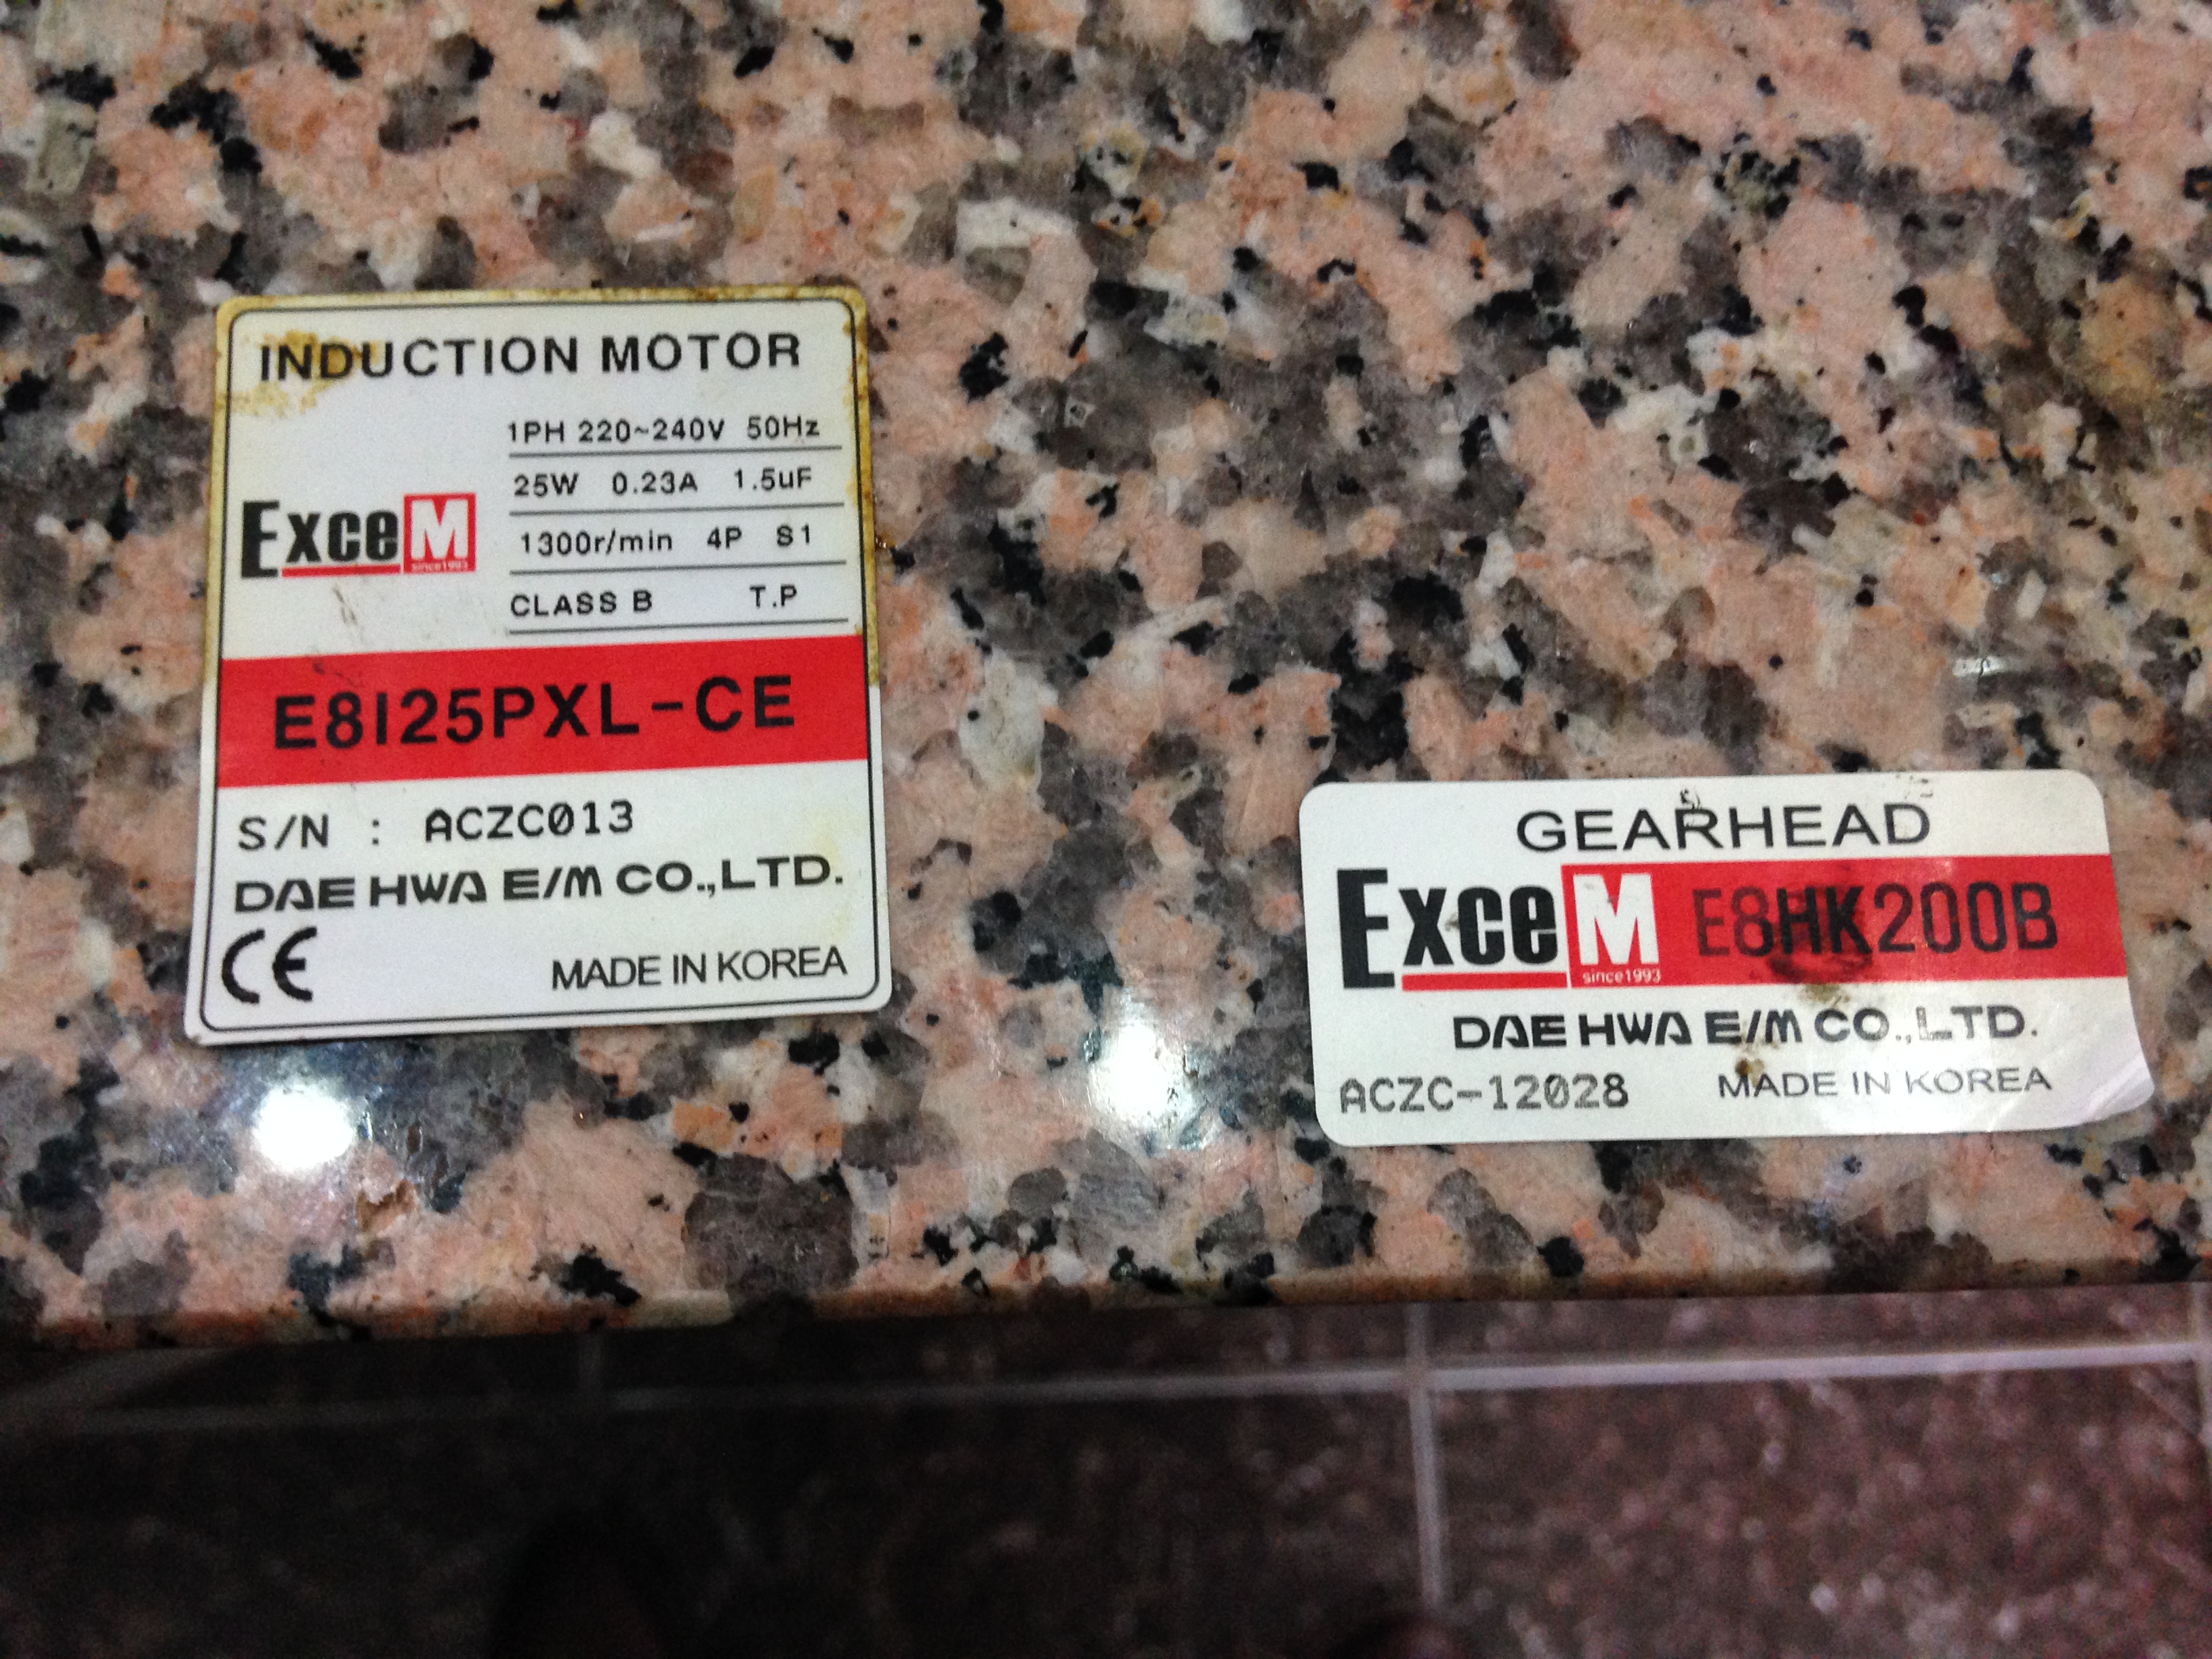 INDUCTION MOTOR
1PH 220~240V 50Hz
25W 0.23A 1.5uF
ExceM
since1993
1300r/min 4P S1
CLASS B T.P
E8I25PXL-CE
S/N : ACZC013
DAE HWA E/M CO.,LTD.
CE MADE IN KOREA
GEARHEAD
ExceM E8HK200B
since1993
DAE HWA E/M CO.,LTD.
ACZC-12028 MADE IN KOREA